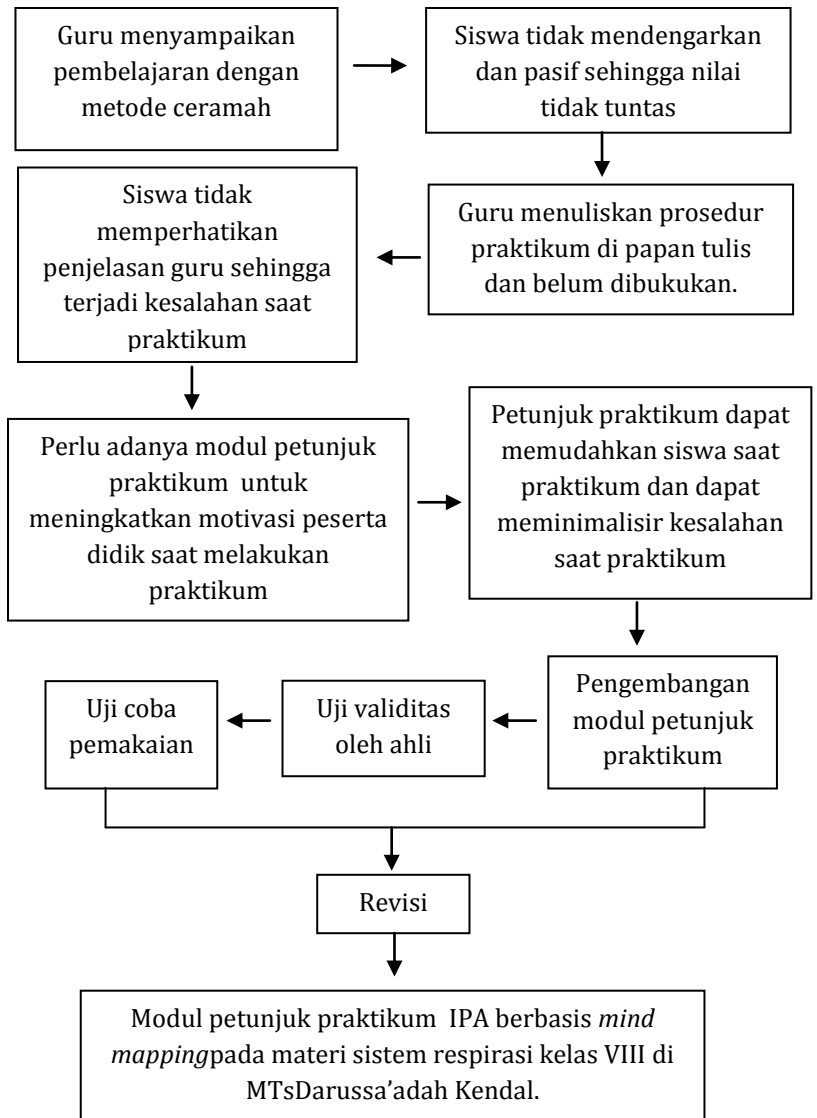 Guru menyampaikan
pembelajaran dengan
metode ceramah
Siswa tidak mendengarkan
dan pasif sehingga nilai
tidak tuntas
Guru menuliskan prosedur
praktikum di papan tulis
dan belum dibukukan.
Siswa tidak
memperhatikan
penjelasan guru sehingga
terjadi kesalahan saat
praktikum
Perlu adanya modul petunjuk
praktikum untuk
meningkatkan motivasi peserta
didik saat melakukan
praktikum
Petunjuk praktikum dapat
memudahkan siswa saat
praktikum dan dapat
meminimalisir kesalahan
saat praktikum
Pengembangan
modul petunjuk
praktikum
Uji validitas
oleh ahli
Uji coba
pemakaian
Revisi
Modul petunjuk praktikum IPA berbasis mind
mappingpada materi sistem respirasi kelas VIII di
MTsDarussa’adah Kendal.